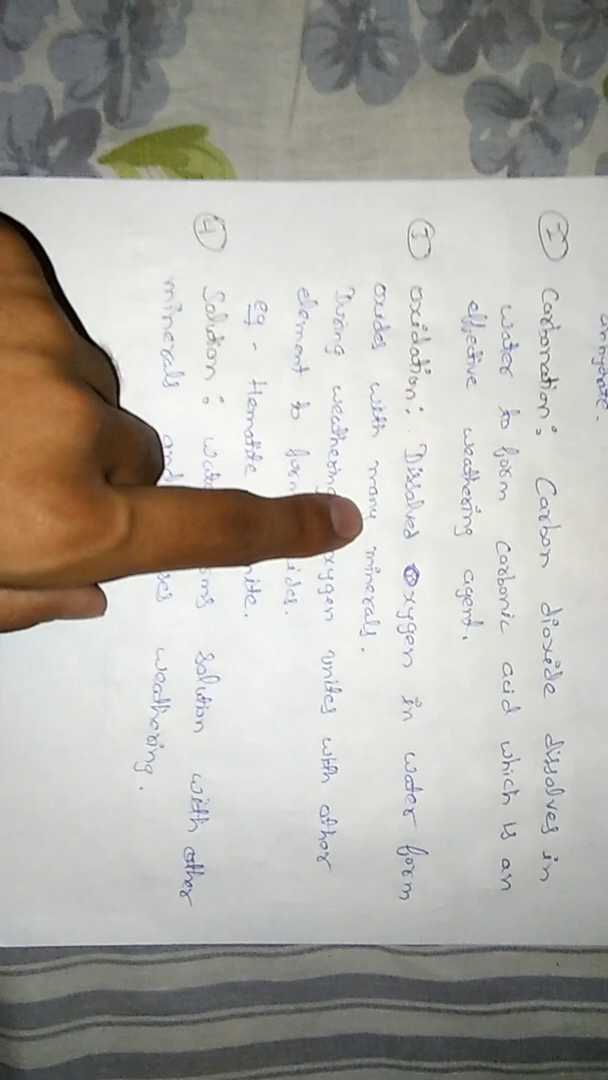 ② Carbonation: Carbon dioxide dissolves in
water to form carbonic acid which is an
effective weathering agent.
③ oxidation: Dissolved oxygen in water form
oxides with many minerals.
During weathering oxygen unites with other
element to form
eg - Hematite
④ Solution: solution with other
minerals and weathering.